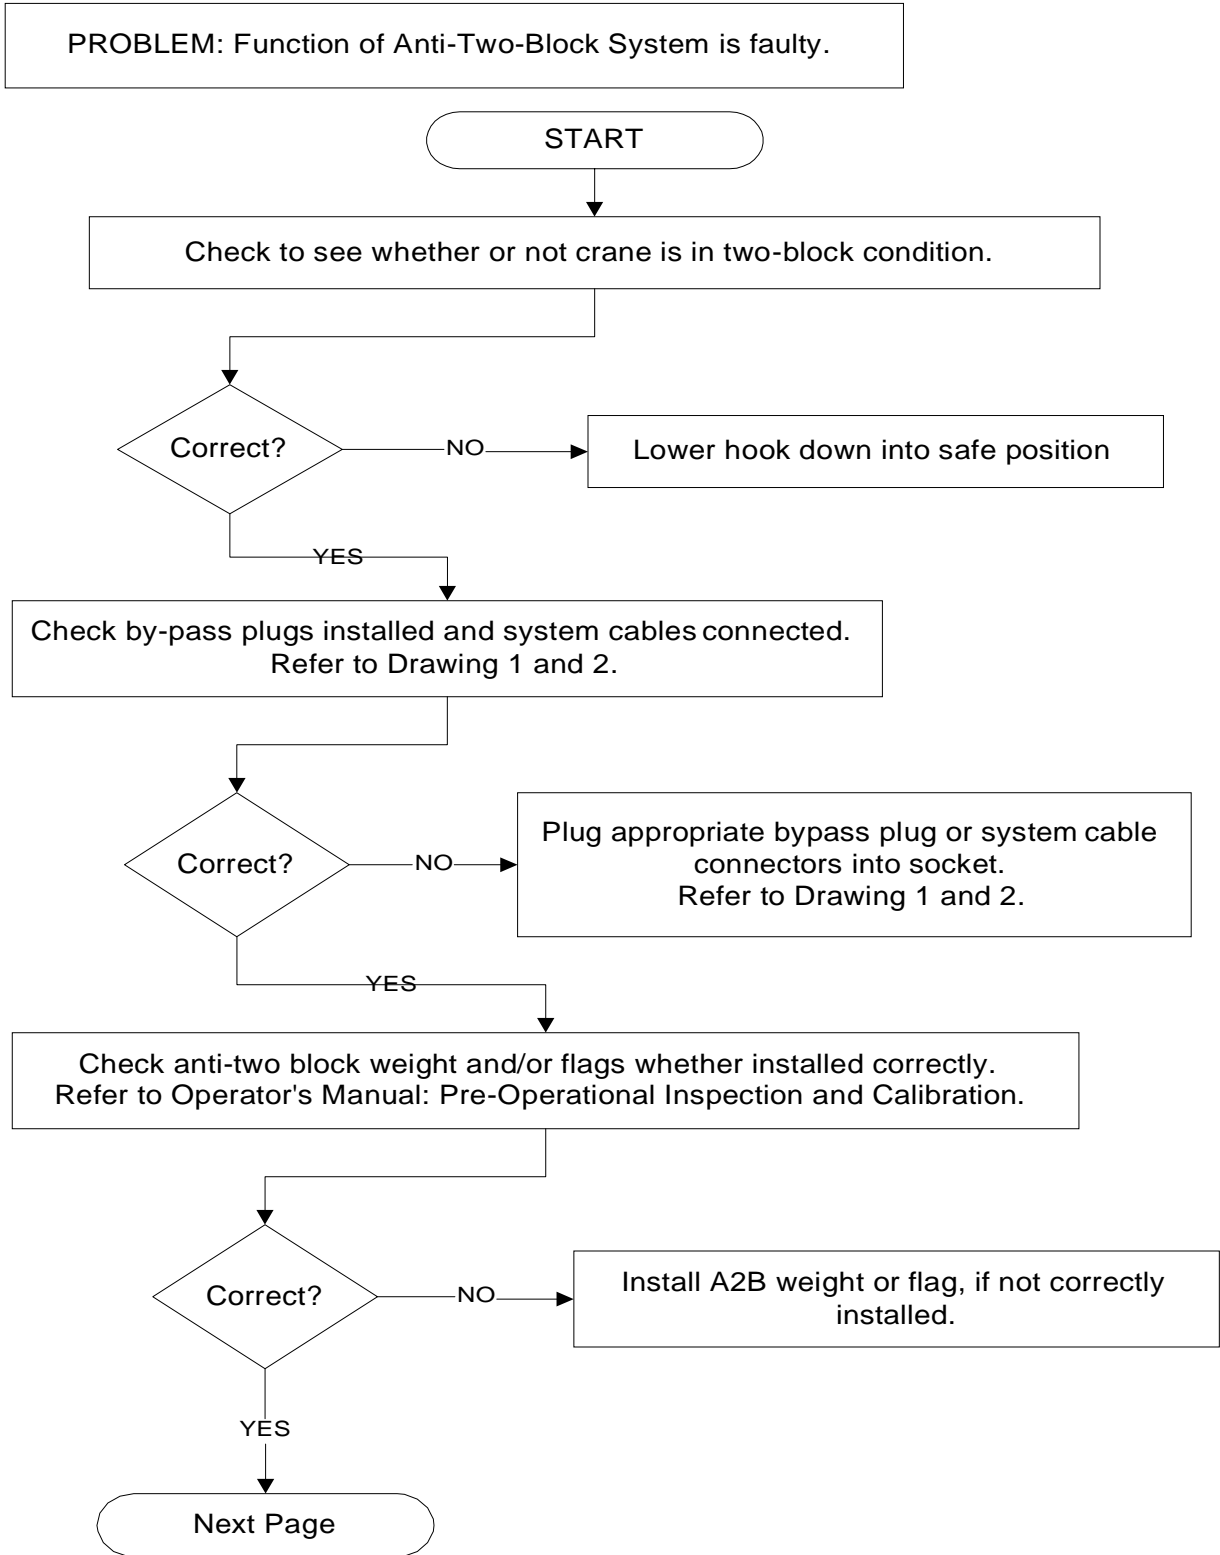 PROBLEM: Function of Anti-Two-Block System is faulty.
START
Check to see whether or not crane is in two-block condition.
Correct?
NO
Lower hook down into safe position
YES
Check by-pass plugs installed and system cables connected.
Refer to Drawing 1 and 2.
Correct?
NO
Plug appropriate bypass plug or system cable
connectors into socket.
Refer to Drawing 1 and 2.
YES
Check anti-two block weight and/or flags whether installed correctly.
Refer to Operator's Manual: Pre-Operational Inspection and Calibration.
Correct?
NO
Install A2B weight or flag, if not correctly
installed.
YES
Next Page